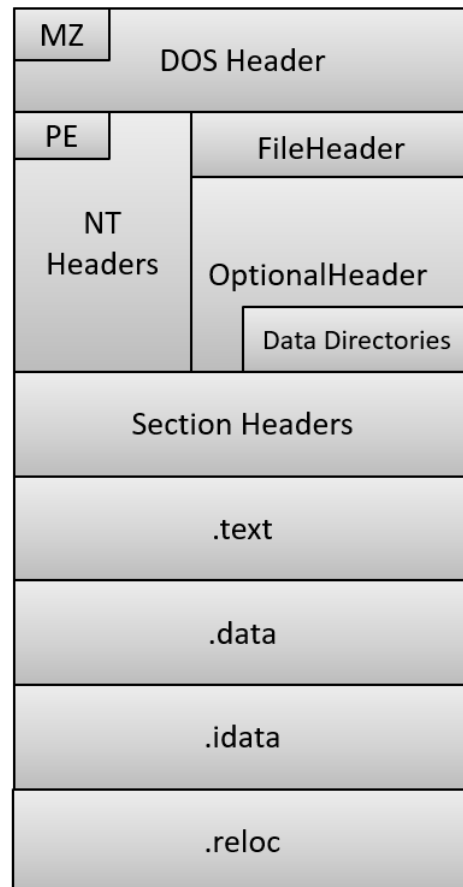 MZ
DOS Header
PE
FileHeader
NT
Headers
OptionalHeader
Data Directories
Section Headers
.text
.data
.idata
.reloc